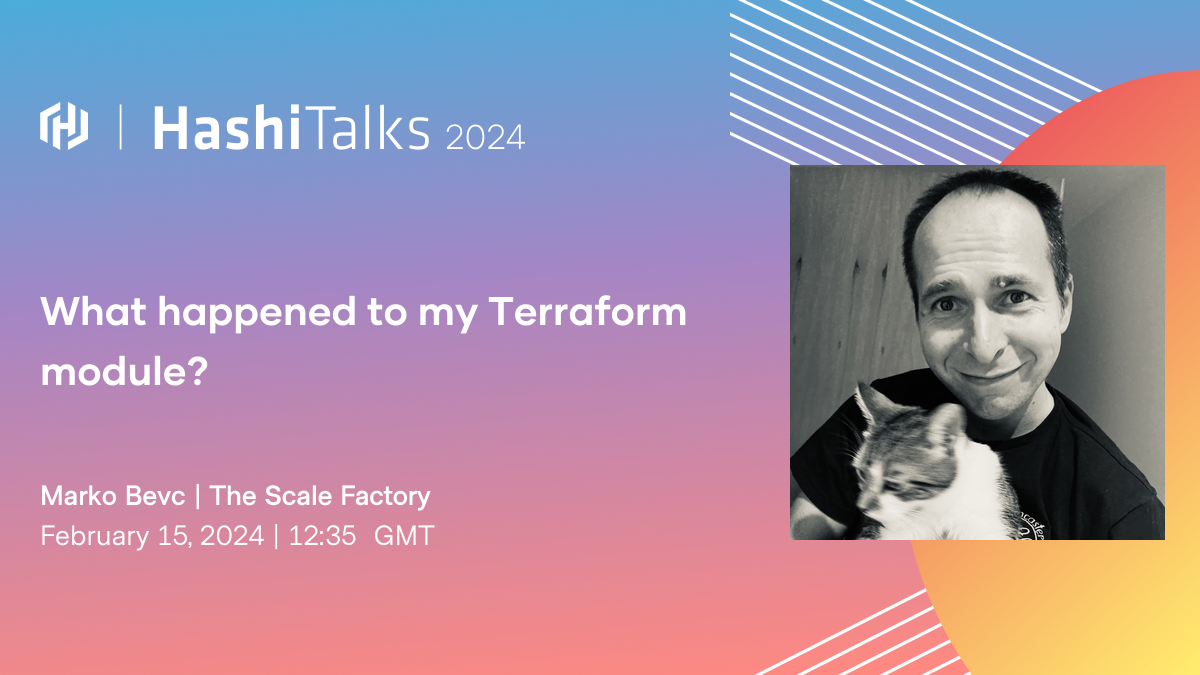 HashiTalks 2024
What happened to my Terraform
module?
Marko Bevc | The Scale Factory
February 15, 2024 | 12:35 GMT